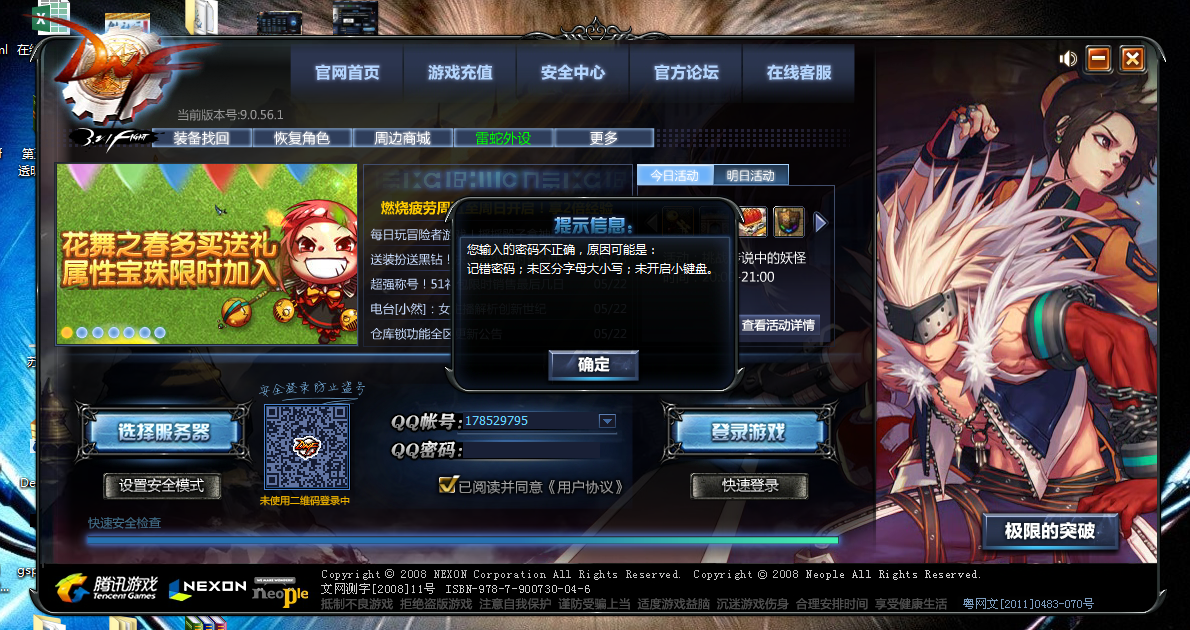 官网首页
游戏充值
安全中心
官方论坛
在线客服
当前版本号:9.0.56.1
装备找回
恢复角色
周边商城
雷蛇外设
更多
花舞之春多买送礼
属性宝珠限时加入
燃烧疲劳周
每日玩冒险者游
送装扮送黑钻！
超强称号！51礼
05/22
电台[小然]：女
05/22
仓库锁功能全区
05/22
今日活动
明日活动
说中的妖怪
-21:00
查看活动详情
提示信息:
您输入的密码不正确，原因可能是：
记错密码；未区分字母大小写；未开启小键盘。
确定
选择服务器
设置安全模式
安全登录 防止盗号
未使用二维码登录中
QQ帐号:
178529795
QQ密码:
已阅读并同意《用户协议》
登录游戏
快速登录
快速安全检查
极限的突破
腾讯游戏
Tencent Games
NEXON
neople
Copyright © 2008 NEXON Corporation All Rights Reserved. Copyright © 2008 Neople All Rights Reserved.
文网测字[2008]11号 ISBN-978-7-900730-04-6
抵制不良游戏 拒绝盗版游戏 注意自我保护 谨防受骗上当 适度游戏益脑 沉迷游戏伤身 合理安排时间 享受健康生活
粤网文[2011]0483-070号